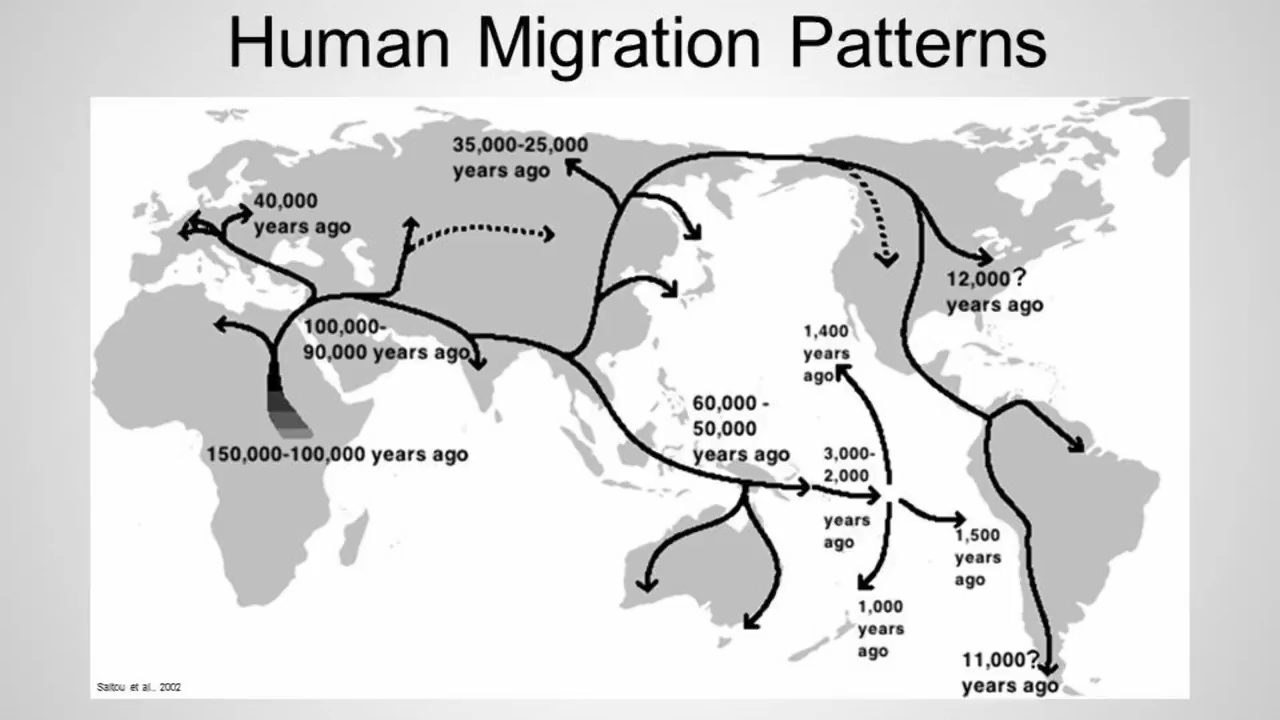 Human Migration Patterns
35,000-25,000
years ago
40,000
years ago
12,000?
years ago
100,000-
90,000 years ago
1,400
years
ago
60,000 -
50,000
years ago
3,000-
2,000
years
ago
150,000-100,000 years ago
1,500
years
ago
1,000
years
ago
11,000?
years ago
Saitou et al., 2002